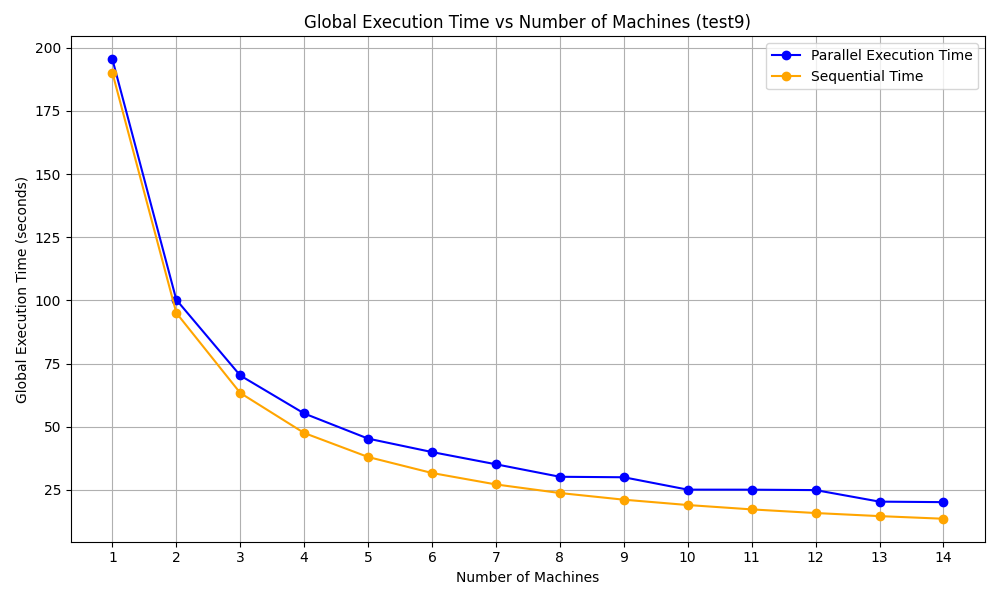 Global Execution Time vs Number of Machines (test9)
Parallel Execution Time
Sequential Time
Global Execution Time (seconds)
200
175
150
125
100
75
50
25
1 2 3 4 5 6 7 8 9 10 11 12 13 14
Number of Machines